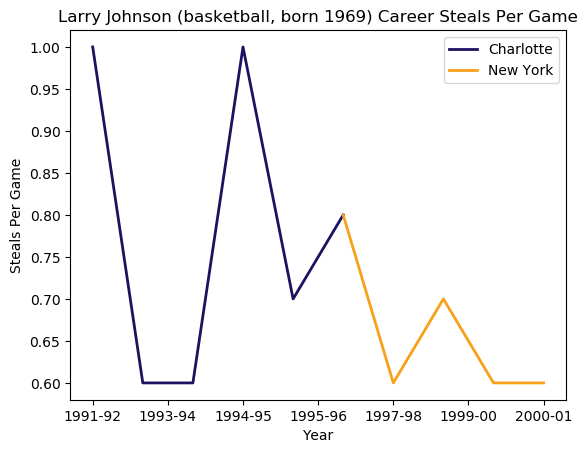 Larry Johnson (basketball, born 1969) Career Steals Per Game
Charlotte
New York
1.00
0.95
0.90
0.85
0.80
0.75
0.70
0.65
0.60
Steals Per Game
1991-92 1993-94 1994-95 1995-96 1997-98 1999-00 2000-01
Year